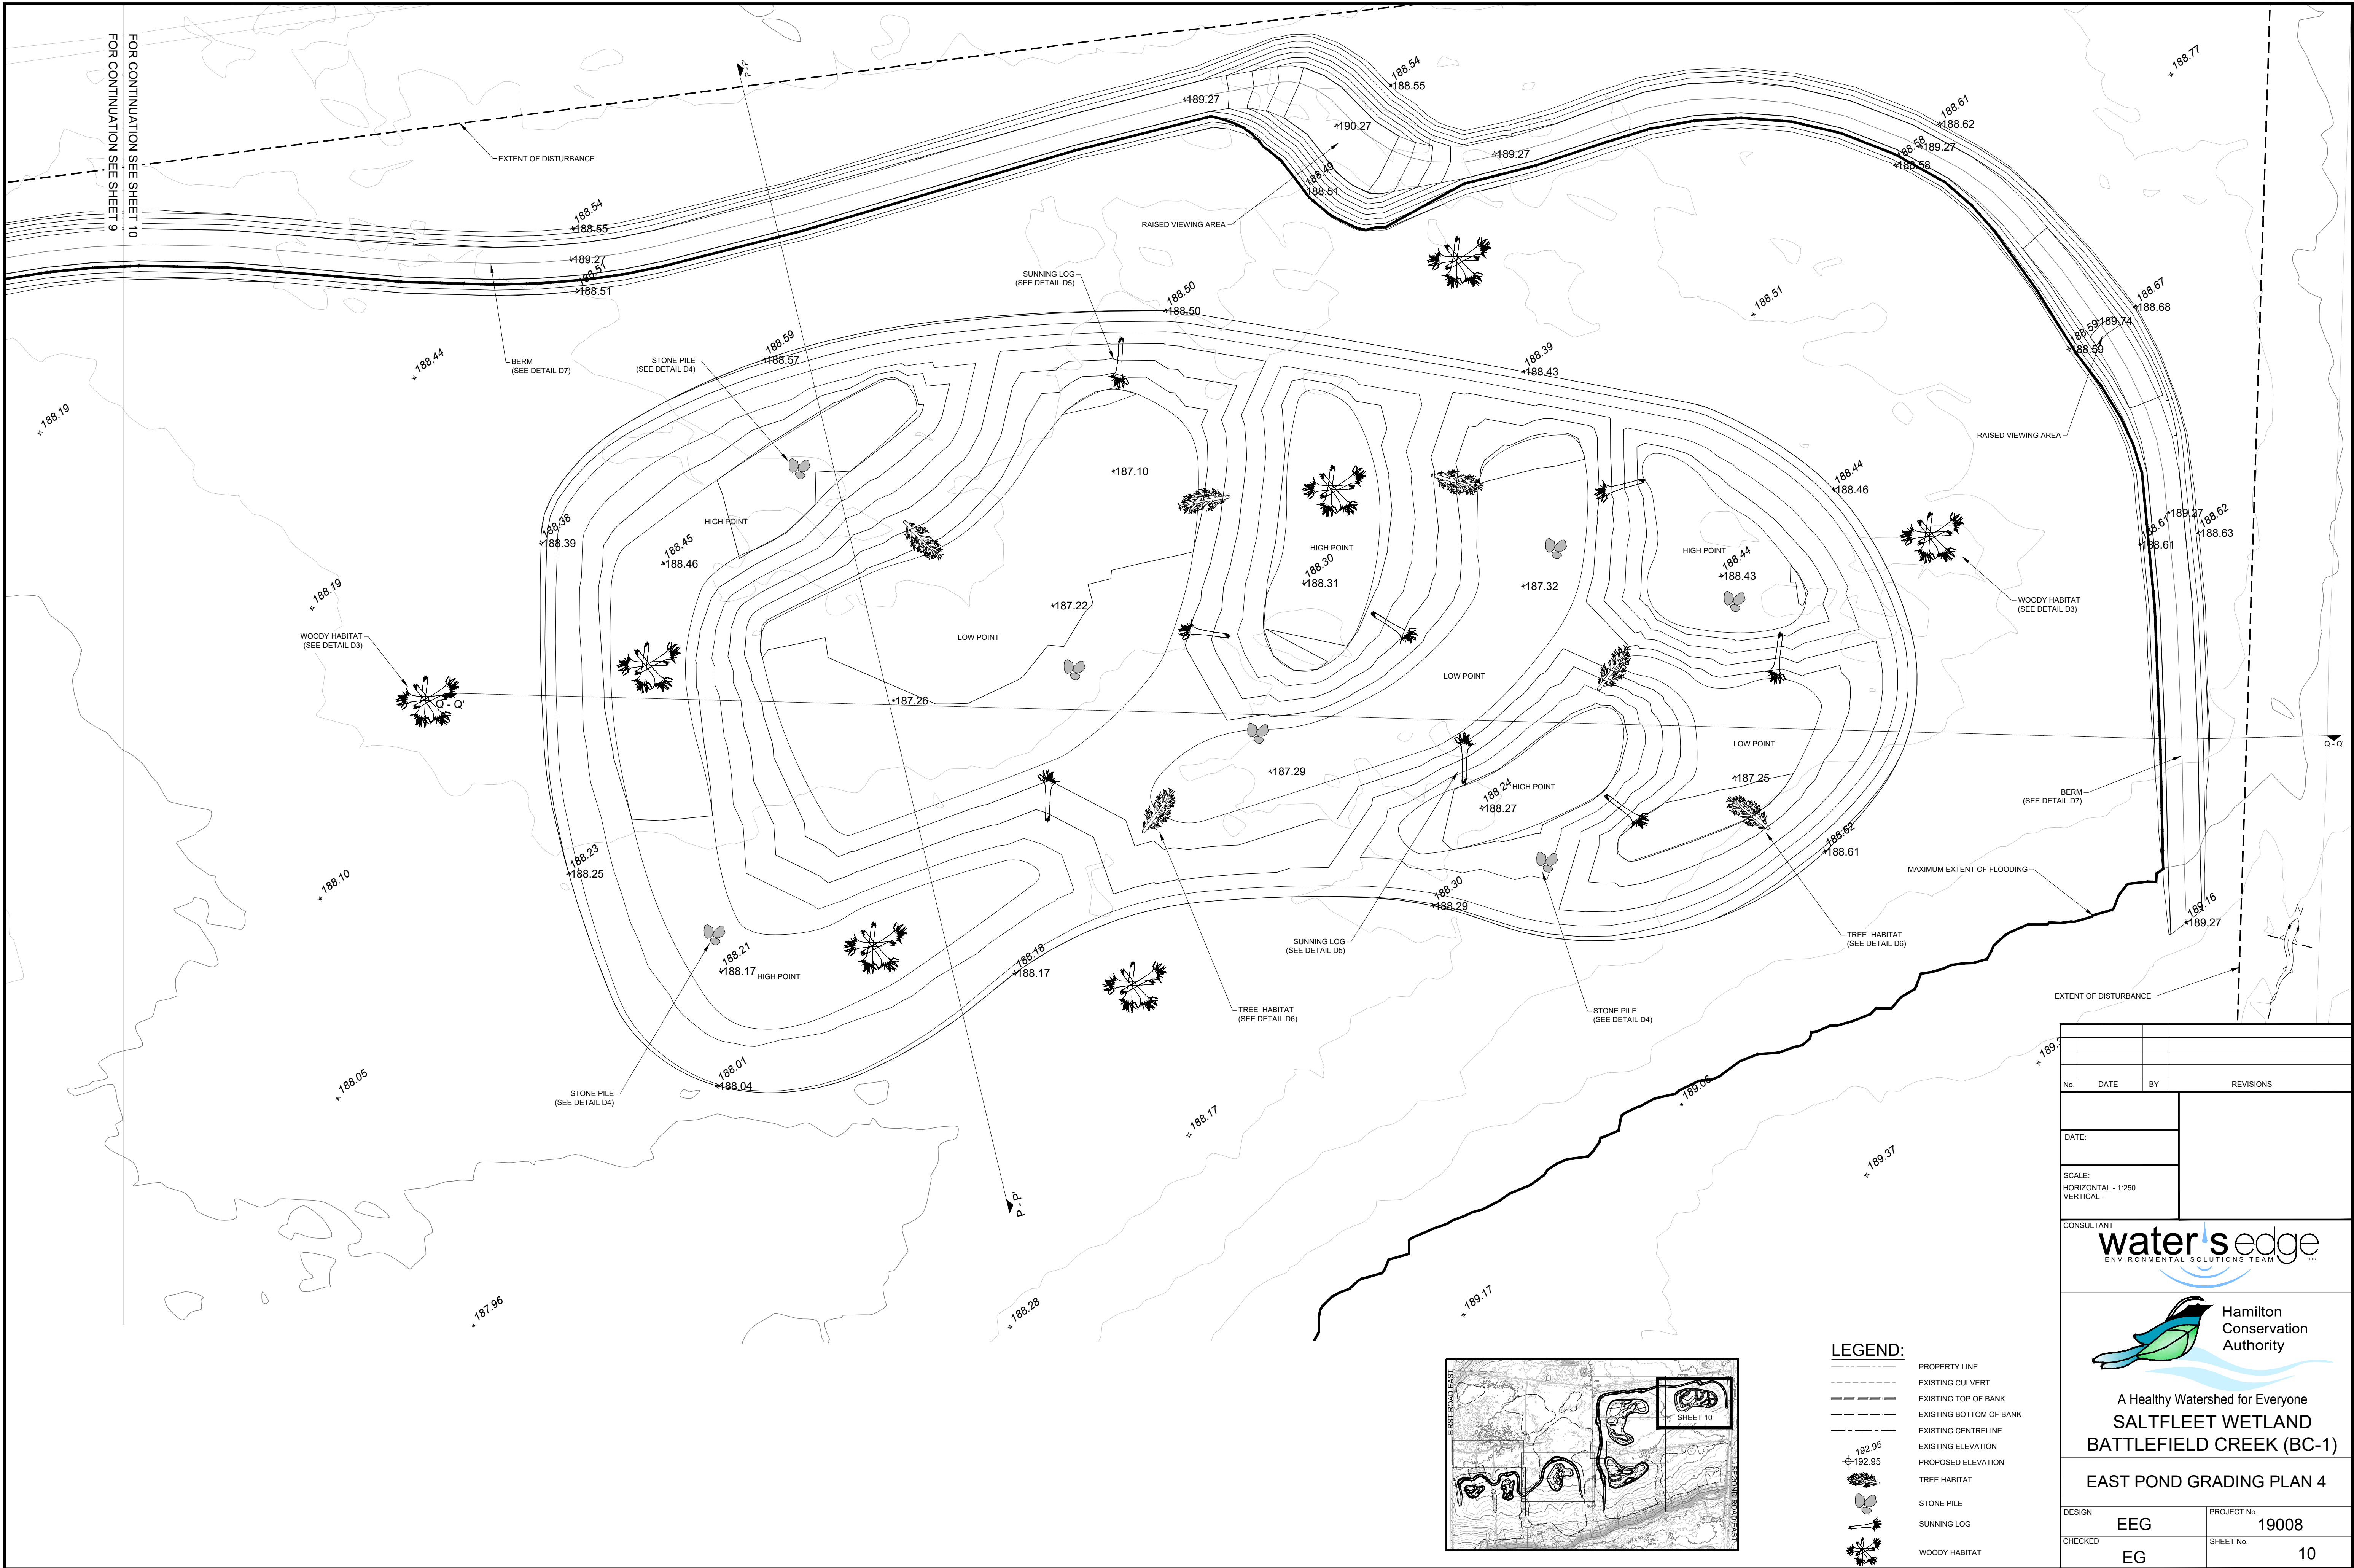 FOR CONTINUATION SEE SHEET 10
FOR CONTINUATION SEE SHEET 9
P - P'
EXTENT OF DISTURBANCE
188.77
188.54
188.55
189.27
190.27
188.61
188.62
189.27
188.58
189.27
188.58
188.49
188.51
RAISED VIEWING AREA
188.54
188.55
189.27
188.51
188.51
SUNNING LOG
(SEE DETAIL D5)
188.50
188.50
188.51
188.67
188.68
188.59
189.74
188.59
188.44
BERM
(SEE DETAIL D7)
STONE PILE
(SEE DETAIL D4)
188.59
188.57
188.39
188.43
188.19
RAISED VIEWING AREA
187.10
188.44
188.46
188.38
188.39
HIGH POINT
188.45
188.46
HIGH POINT
188.30
188.31
HIGH POINT
188.44
188.43
189.27
188.61
188.61
188.62
188.63
188.19
187.22
187.32
WOODY HABITAT
(SEE DETAIL D3)
WOODY HABITAT
(SEE DETAIL D3)
LOW POINT
LOW POINT
Q - Q'
187.26
LOW POINT
Q - Q'
187.29
187.25
188.24
HIGH POINT
188.27
BERM
(SEE DETAIL D7)
188.62
188.61
188.23
188.25
188.10
188.30
188.29
MAXIMUM EXTENT OF FLOODING
189.16
189.27
N
SUNNING LOG
(SEE DETAIL D5)
TREE HABITAT
(SEE DETAIL D6)
188.21
188.17
HIGH POINT
188.18
188.17
EXTENT OF DISTURBANCE
TREE HABITAT
(SEE DETAIL D6)
STONE PILE
(SEE DETAIL D4)
188.01
188.04
188.05
STONE PILE
(SEE DETAIL D4)
188.17
189.06
189.37
P - P'
187.96
188.28
189.17
FIRST ROAD EAST
SHEET 10
SECOND ROAD EAST
LEGEND:
PROPERTY LINE
EXISTING CULVERT
EXISTING TOP OF BANK
EXISTING BOTTOM OF BANK
EXISTING CENTRELINE
192.95 EXISTING ELEVATION
192.95 PROPOSED ELEVATION
TREE HABITAT
STONE PILE
SUNNING LOG
WOODY HABITAT
No. DATE BY REVISIONS
DATE:
SCALE:
HORIZONTAL - 1:250
VERTICAL -
CONSULTANT
water's edge
ENVIRONMENTAL SOLUTIONS TEAM LTD.
Hamilton
Conservation
Authority
A Healthy Watershed for Everyone
SALTFLEET WETLAND
BATTLEFIELD CREEK (BC-1)
EAST POND GRADING PLAN 4
DESIGN
EEG
PROJECT No.
19008
CHECKED
EG
SHEET No.
10